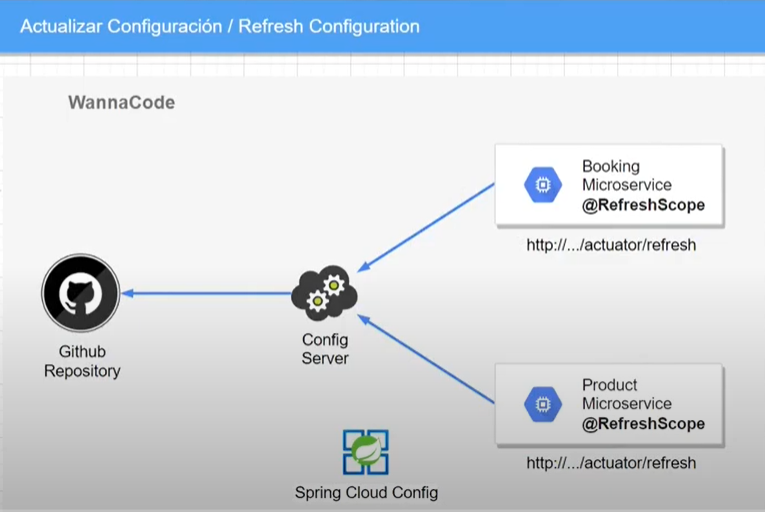 Actualizar Configuración / Refresh Configuration
WannaCode
Booking
Microservice
@RefreshScope
http://.../actuator/refresh
Github
Repository
Config
Server
Product
Microservice
@RefreshScope
http://.../actuator/refresh
Spring Cloud Config